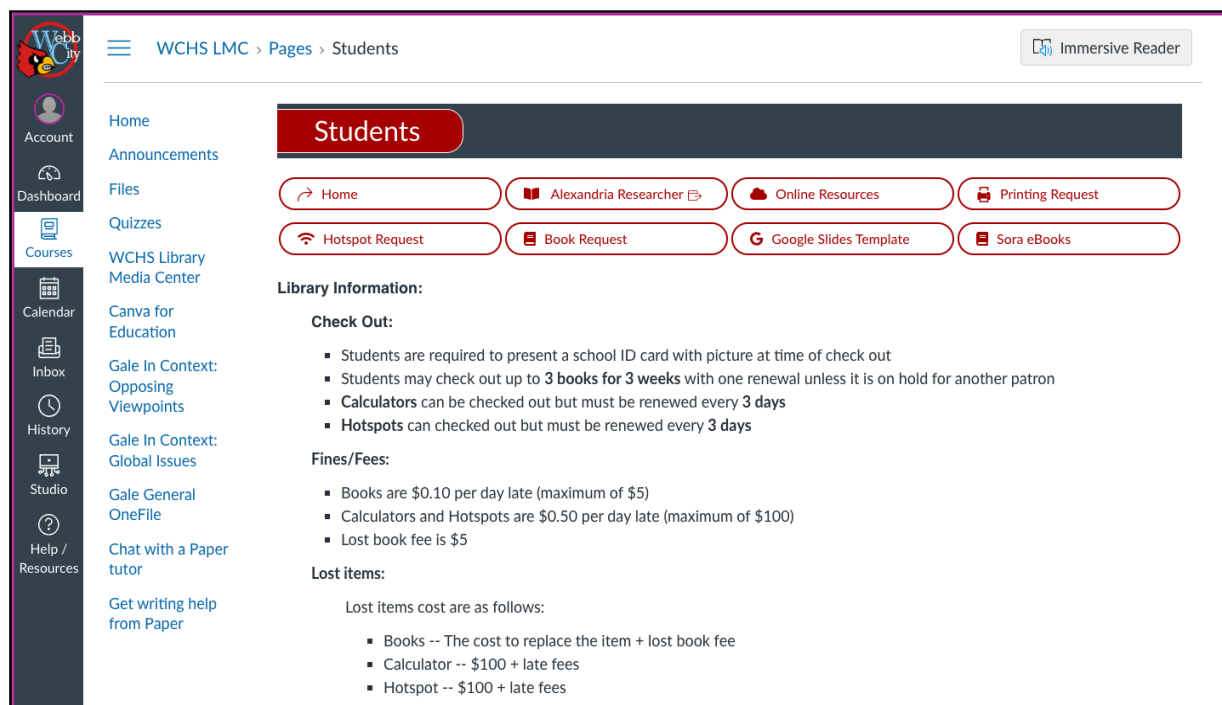 Webb
City
WCHS LMC › Pages › Students
Immersive Reader
Account
Dashboard
Courses
Calendar
Inbox
History
Studio
Help /
Resources
Home
Announcements
Files
Quizzes
WCHS Library
Media Center
Canva for
Education
Gale In Context:
Opposing
Viewpoints
Gale In Context:
Global Issues
Gale General
OneFile
Chat with a Paper
tutor
Get writing help
from Paper
Students
Home
Alexandria Researcher
Online Resources
Printing Request
Hotspot Request
Book Request
G Google Slides Template
Sora eBooks
Library Information:
Check Out:
▪ Students are required to present a school ID card with picture at time of check out
▪ Students may check out up to 3 books for 3 weeks with one renewal unless it is on hold for another patron
▪ Calculators can be checked out but must be renewed every 3 days
▪ Hotspots can checked out but must be renewed every 3 days
Fines/Fees:
▪ Books are $0.10 per day late (maximum of $5)
▪ Calculators and Hotspots are $0.50 per day late (maximum of $100)
▪ Lost book fee is $5
Lost items:
Lost items cost are as follows:
▪ Books -- The cost to replace the item + lost book fee
▪ Calculator -- $100 + late fees
▪ Hotspot -- $100 + late fees